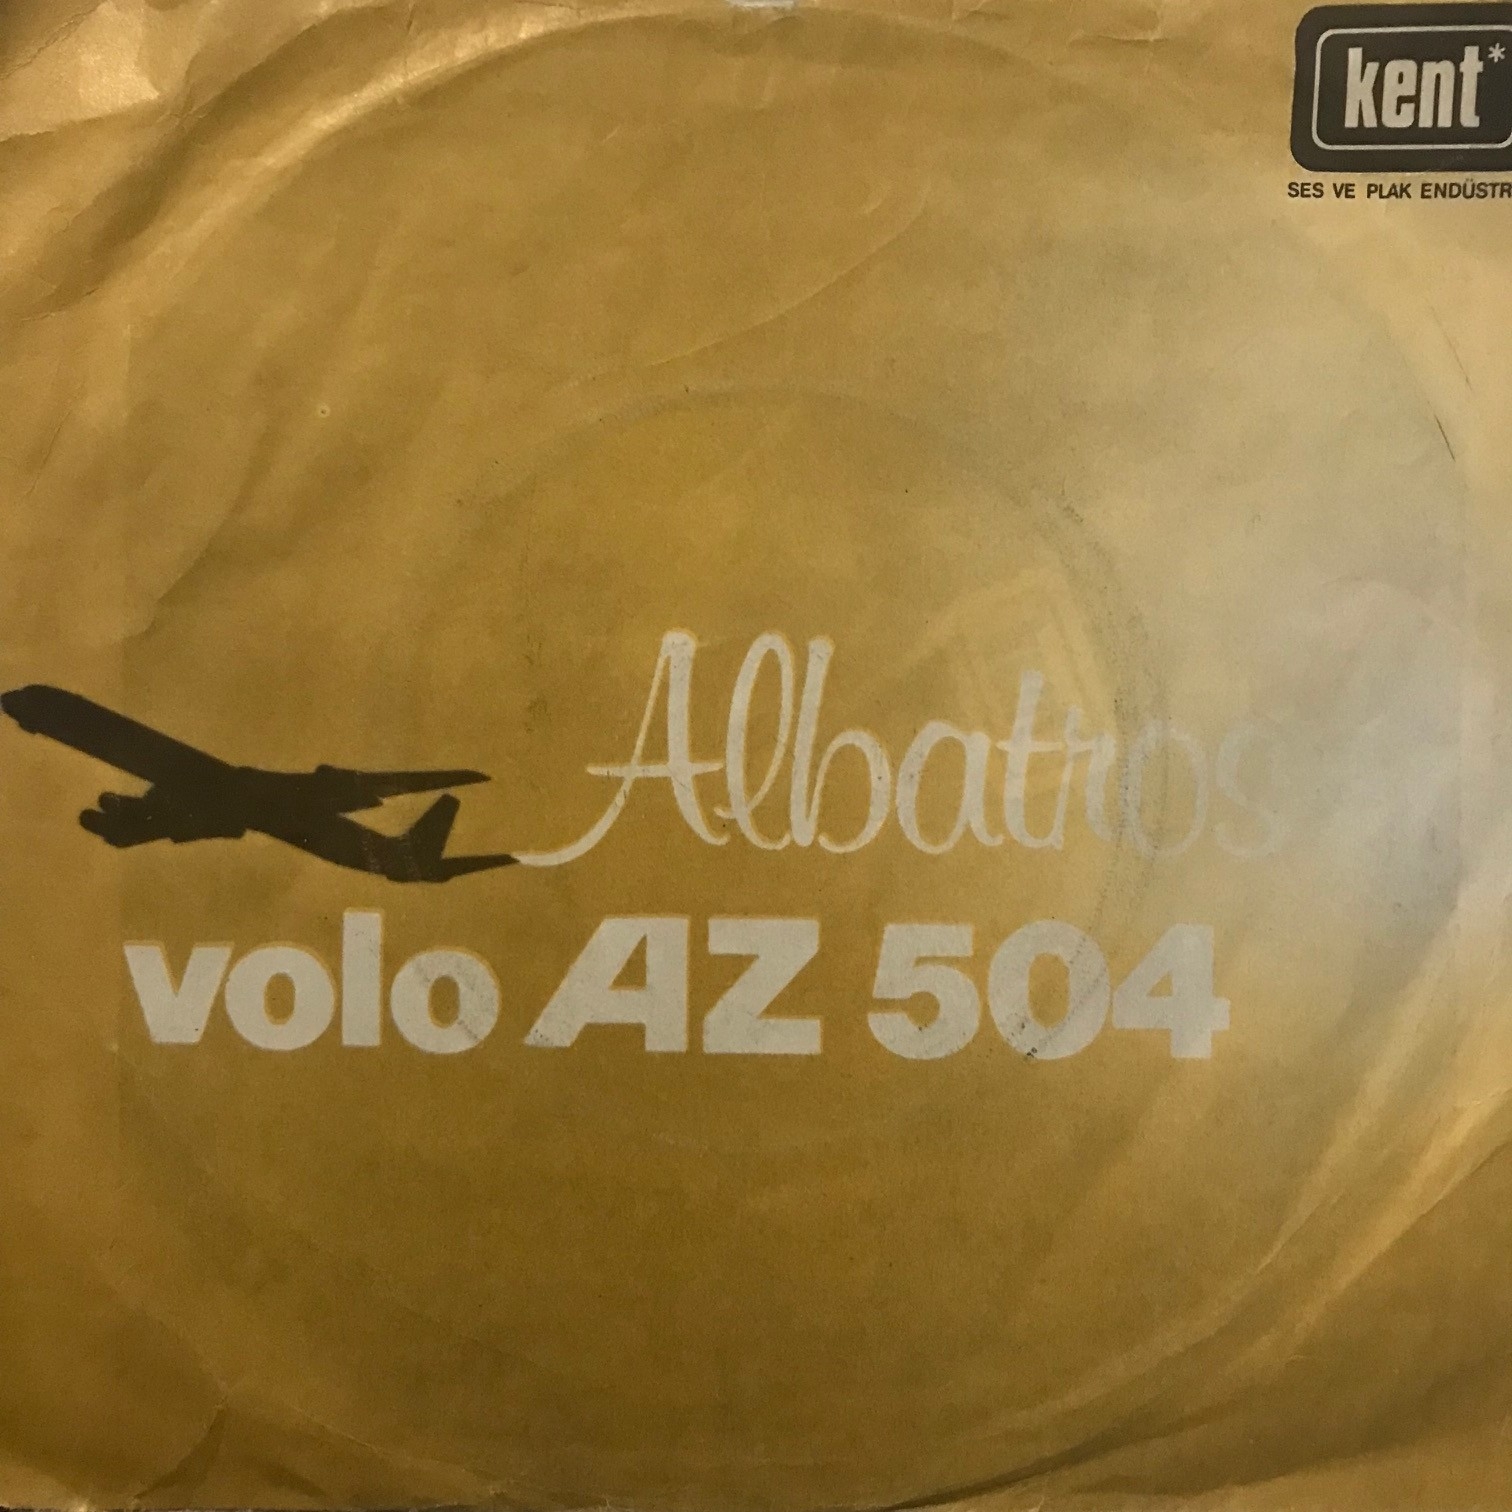 kent*
SES VE PLAK ENDÜSTR
Albatros
volo AZ 504